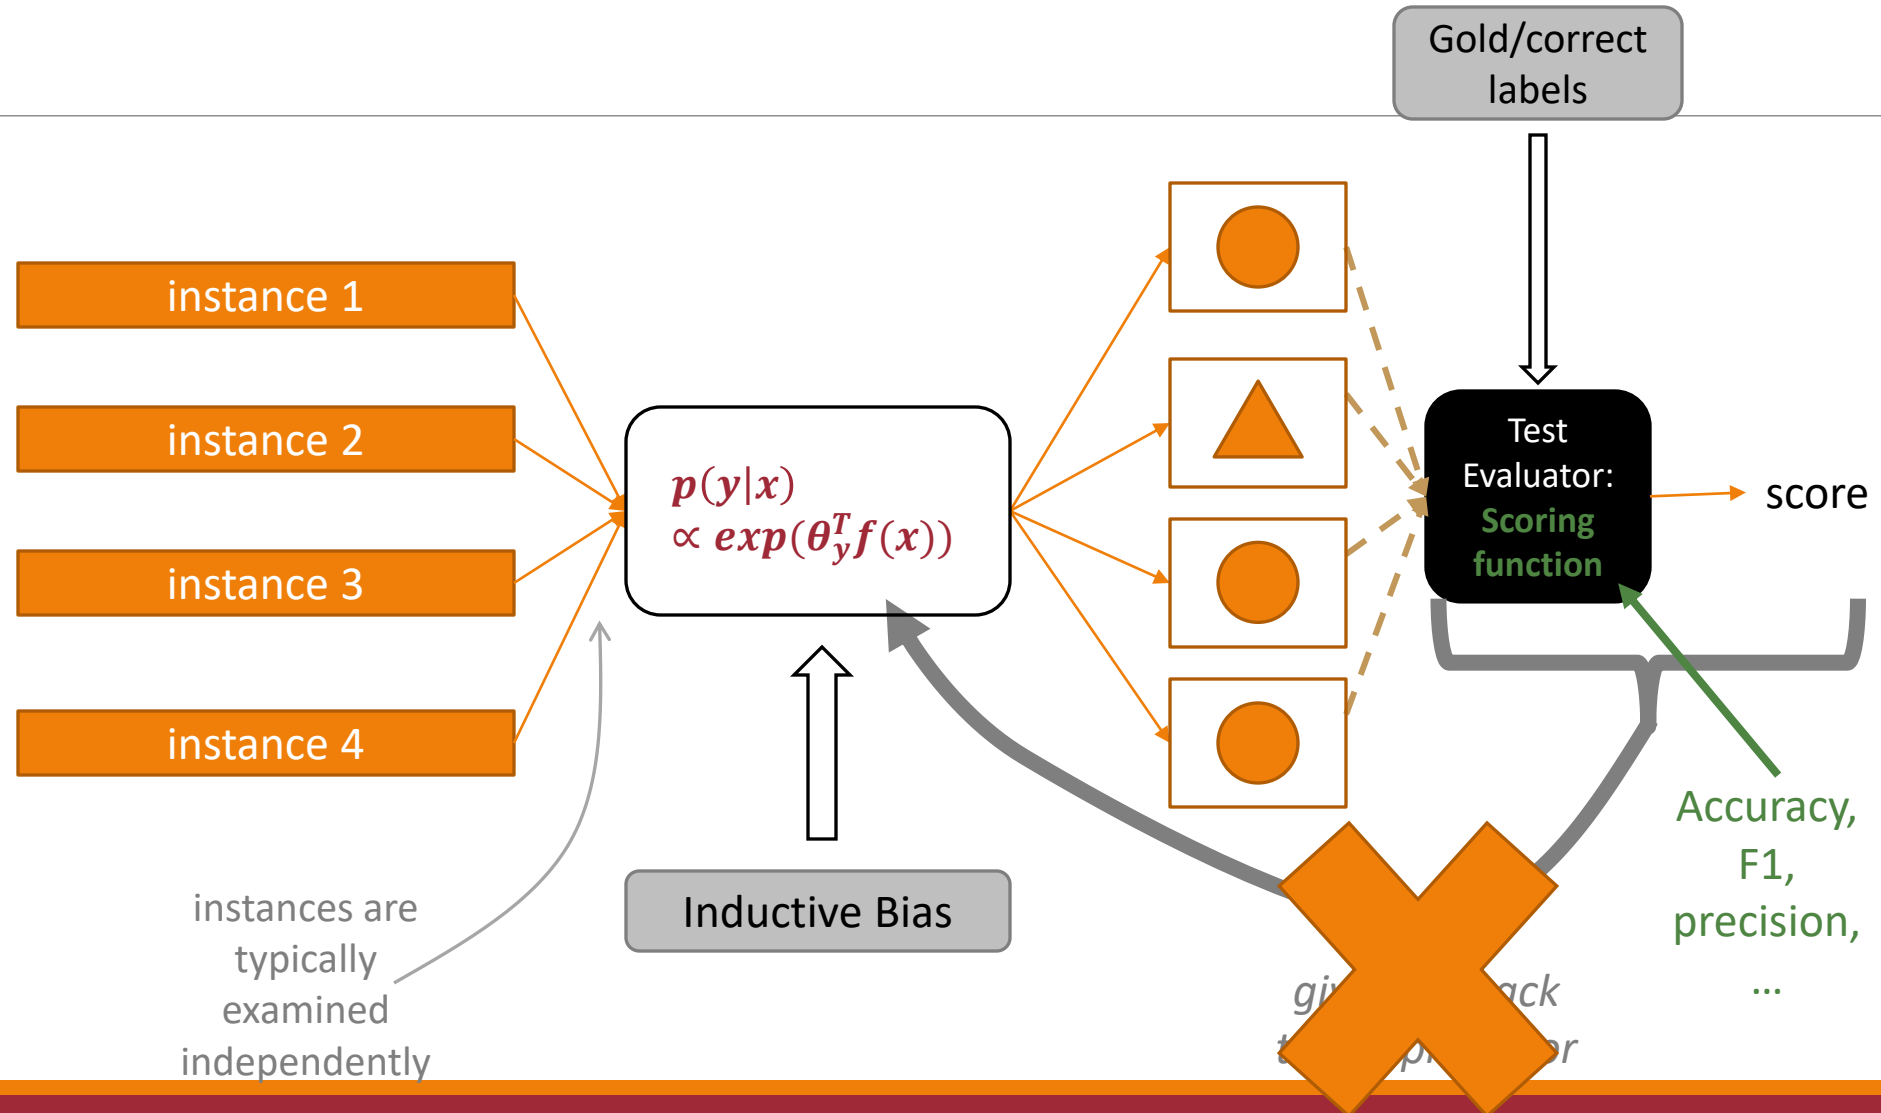 Gold/correct
labels
instance 1
instance 2
instance 3
instance 4
p(y|x)
∝ exp(θ_y^T f(x))
Test
Evaluator:
Scoring
function
score
Inductive Bias
instances are
typically
examined
independently
Accuracy,
F1,
precision,
…